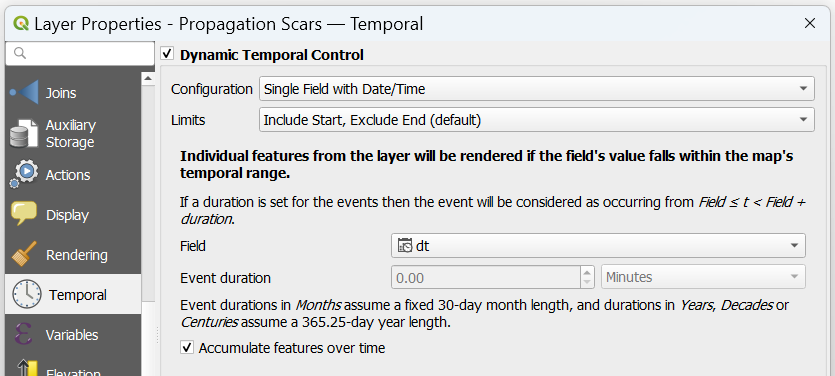 Layer Properties - Propagation Scars — Temporal
Joins
Auxiliary
Storage
Actions
Display
Rendering
Temporal
Variables
Elevation
Dynamic Temporal Control
Configuration Single Field with Date/Time
Limits Include Start, Exclude End (default)
Individual features from the layer will be rendered if the field's value falls within the map's
temporal range.
If a duration is set for the events then the event will be considered as occurring from Field ≤ t < Field +
duration.
Field dt
Event duration 0.00 Minutes
Event durations in Months assume a fixed 30-day month length, and durations in Years, Decades or
Centuries assume a 365.25-day year length.
Accumulate features over time